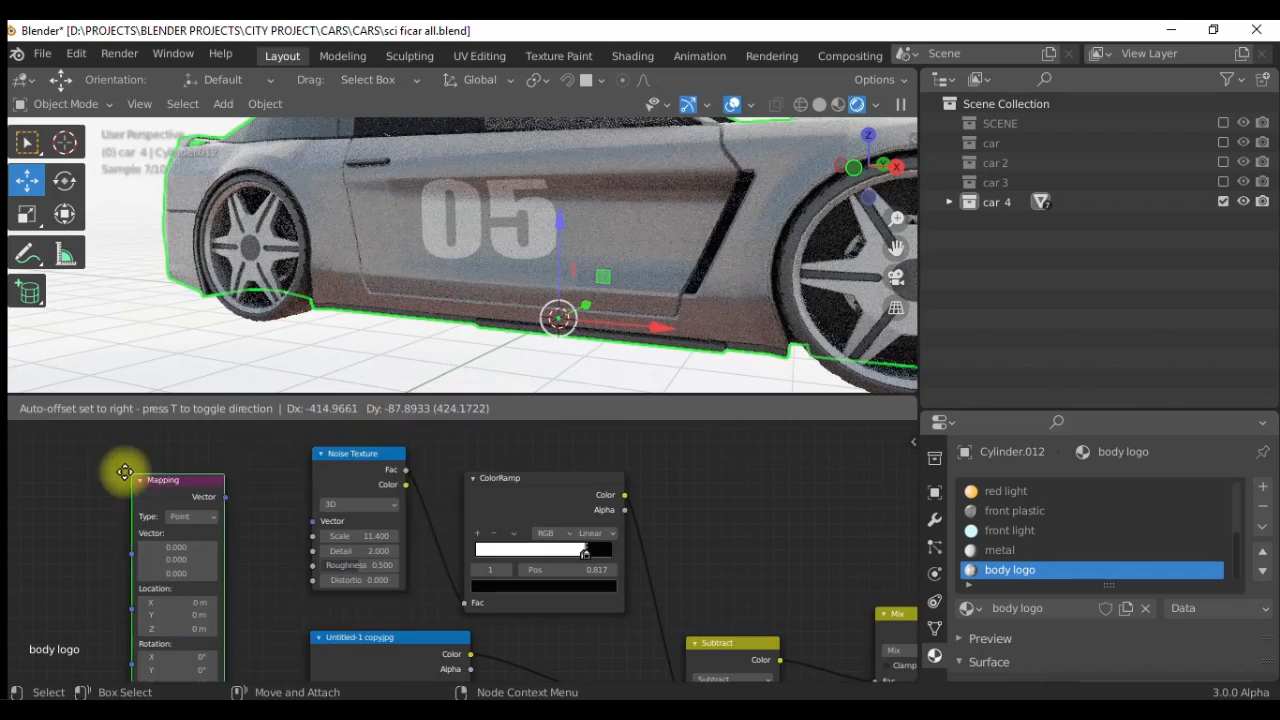 Blender* [D:\PROJECTS\BLENDER PROJECTS\CITY PROJECT\CARS\CARS\sci ficar all.blend]
File Edit Render Window Help Layout Modeling Sculpting UV Editing Texture Paint Shading Animation Rendering Compositing Scene View Layer
Orientation: Default Drag: Select Box Global Options
Object Mode View Select Add Object
Scene Collection
SCENE
car
car 2
car 3
car 4
User Perspective
(0) car 4 | Cylinder.012
Sample 7/10
Z
Y
X
05
Auto-offset set to right - press T to toggle direction | Dx: -414.9661 Dy: -87.8933 (424.1722)
Mapping
Vector
Type: Point
Vector:
0.000
0.000
0.000
Location:
X 0 m
Y 0 m
Z 0 m
Rotation:
X 0°
Y 0°
Noise Texture
Fac
Color
3D
Vector
Scale 11.400
Detail 2.000
Roughness 0.500
Distortio 0.000
ColorRamp
Color
Alpha
+ − RGB Linear
1 Pos 0.817
Fac
Untitled-1 copy.jpg
Color
Alpha
Subtract
Color
Subtract
Mix
Mix
Clamp
Fac
body logo
Cylinder.012 body logo
red light
front plastic
front light
metal
body logo
body logo Data
Preview
Surface
Select Box Select Move and Attach Node Context Menu 3.0.0 Alpha